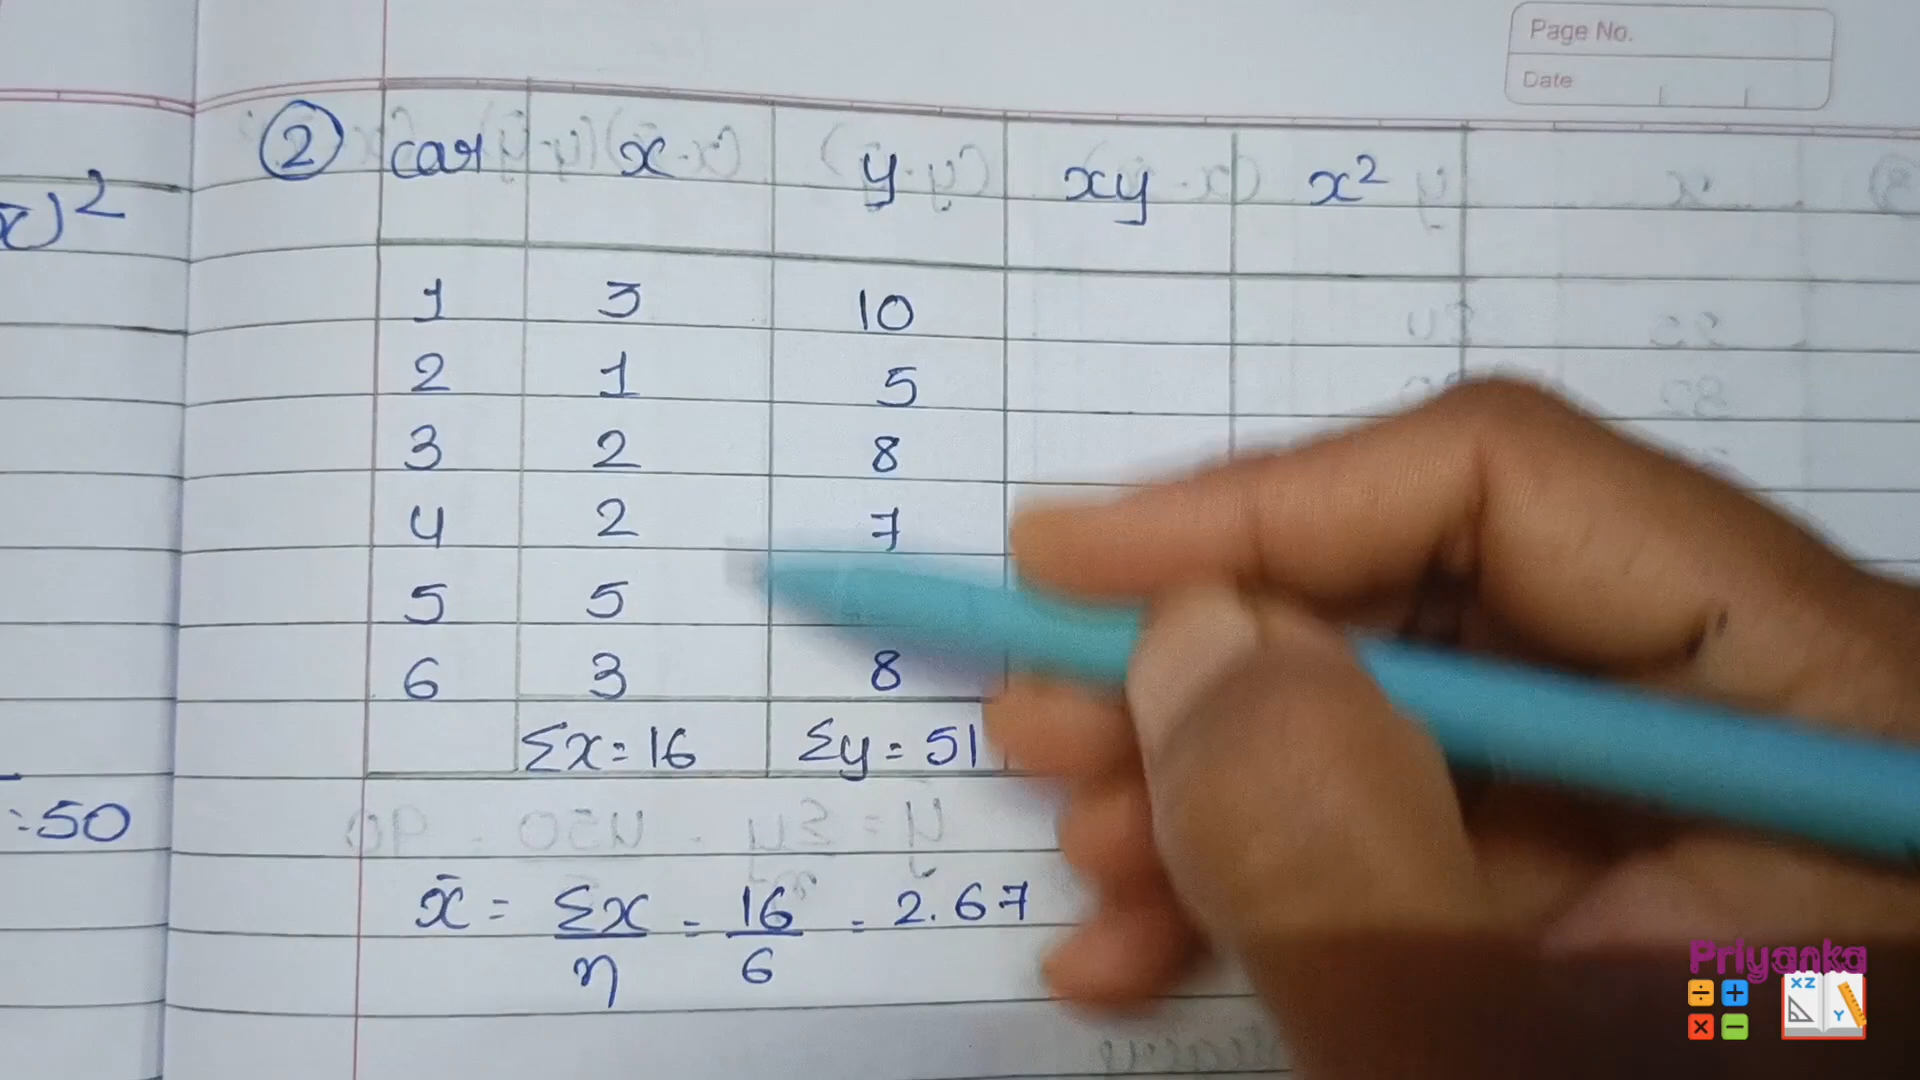 Page No.
Date
x̄)²
② car x y xy x²
1 3 10
2 1 5
3 2 8
4 2 7
5 5
6 3 8
Σx=16 Σy=51
=50
x̄ = Σx/n = 16/6 = 2.67
Priyanka
XZ
Y